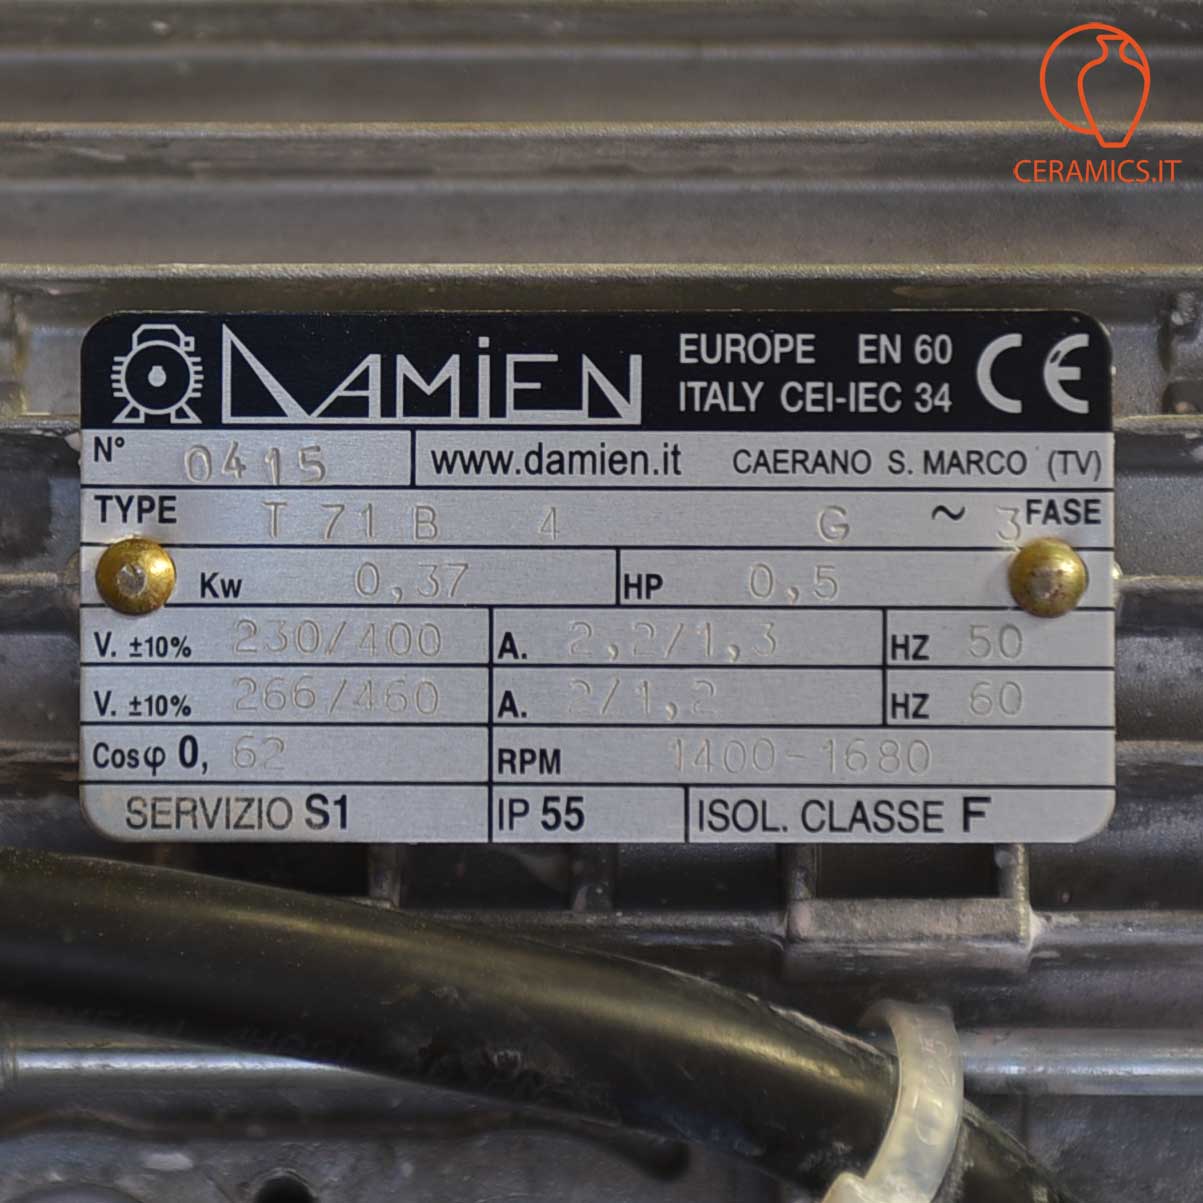 CERAMICS.IT
DAMiEN
EUROPE EN 60
ITALY CEI-IEC 34
CE
N° 0415 www.damien.it CAERANO S. MARCO (TV)
TYPE T 71 B 4 G ~ 3 FASE
Kw 0,37 HP 0,5
V. ±10% 230/400 A. 2,2/1,3 HZ 50
V. ±10% 266/460 A. 2/1,2 HZ 60
Cosφ 0, 62 RPM 1400-1680
SERVIZIO S1 IP 55 ISOL. CLASSE F